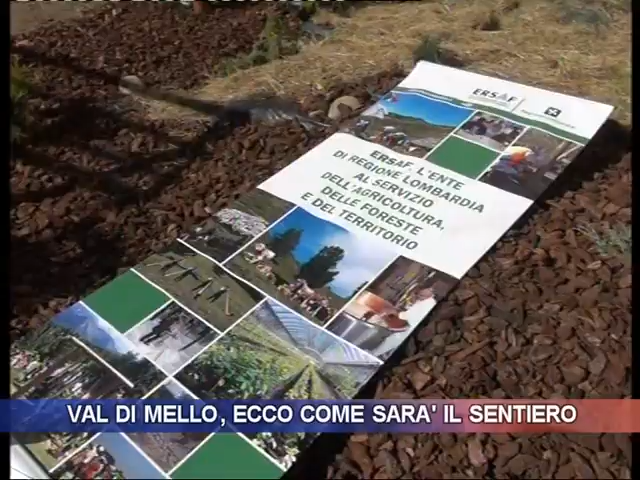 ERSAF
ERSAF, L'ENTE
DI REGIONE LOMBARDIA
AL SERVIZIO
DELL'AGRICOLTURA,
DELLE FORESTE
E DEL TERRITORIO
VAL DI MELLO, ECCO COME SARA' IL SENTIERO